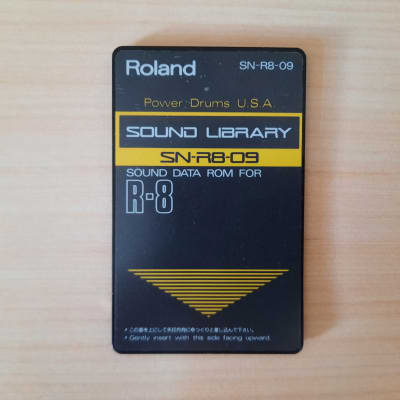 Roland SN-R8-09
Power Drums U.S.A.
SOUND LIBRARY
SN-R8-09
SOUND DATA ROM FOR
R-8
Gently insert with this side facing upward.